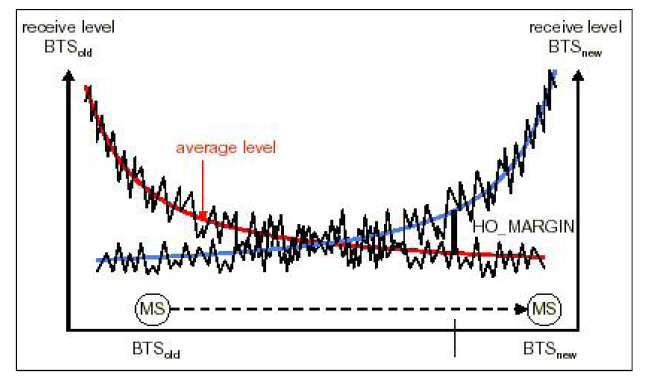 receive level
BTSold
receive level
BTSnew
average level
HO_MARGIN
MS
MS
BTSold
BTSnew